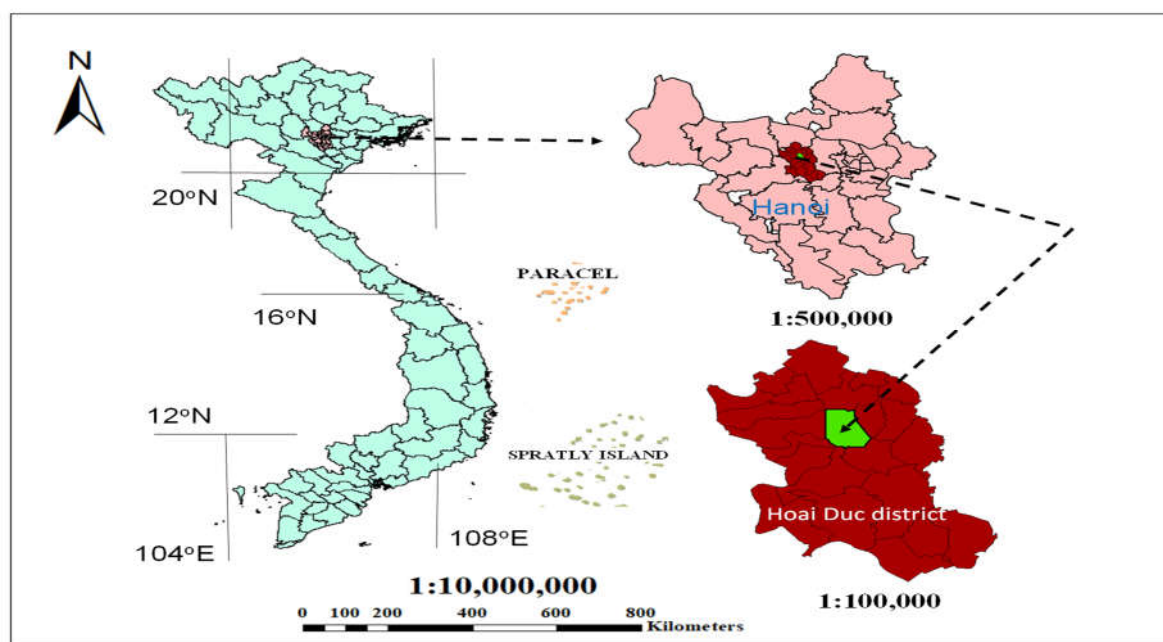 N
20°N
16°N
12°N
104°E
108°E
PARACEL
SPRATLY ISLAND
1:10,000,000
0 100 200 400 600 800
Kilometers
Hanoi
1:500,000
Hoai Duc district
1:100,000